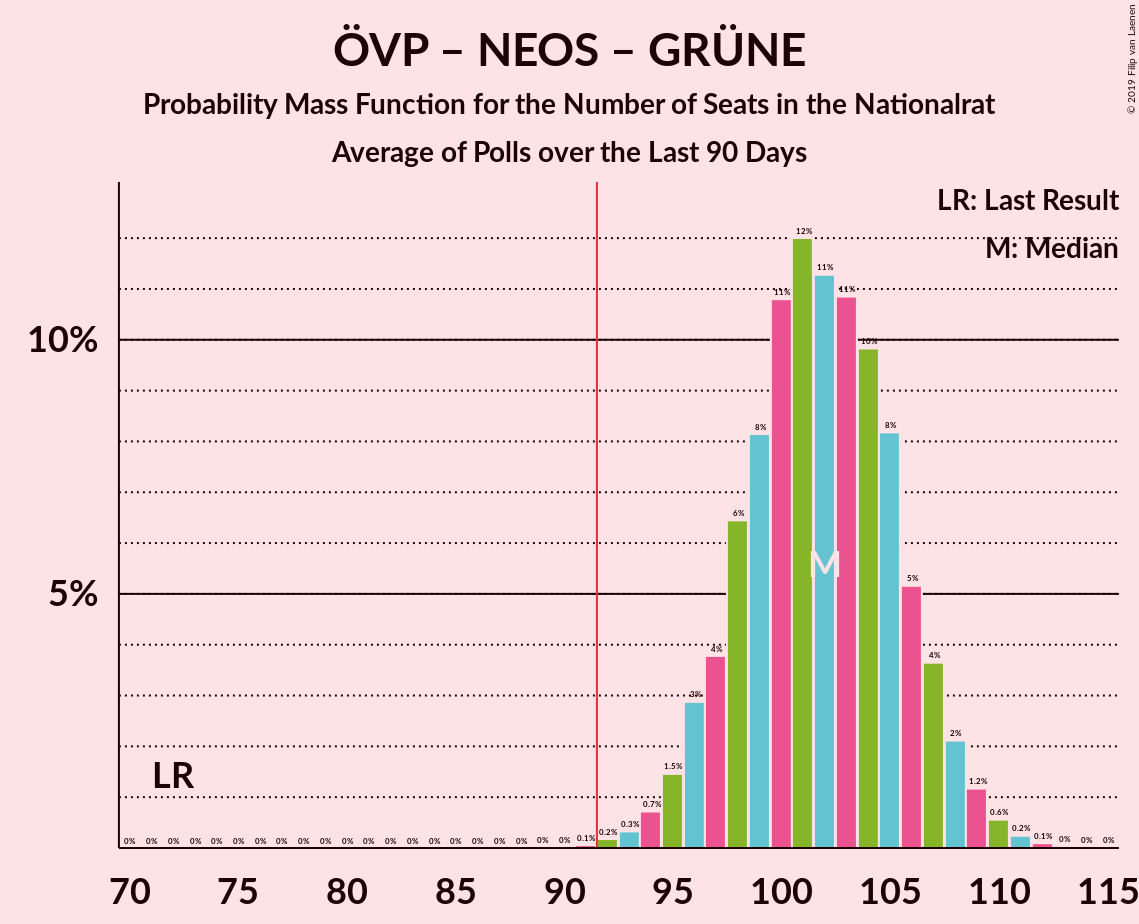 ÖVP – NEOS – GRÜNE
Probability Mass Function for the Number of Seats in the Nationalrat
Average of Polls over the Last 90 Days
© 2019 Filip van Laenen
LR: Last Result
M: Median
10%
5%
LR
M
0% 0% 0% 0% 0% 0% 0% 0% 0% 0% 0% 0% 0% 0% 0% 0% 0% 0% 0% 0% 0% 0.1% 0.2% 0.3% 0.7% 1.5% 3% 4% 6% 8% 11% 12% 11% 11% 10% 8% 5% 4% 2% 1.2% 0.6% 0.2% 0.1% 0% 0% 0%
70 75 80 85 90 95 100 105 110 115